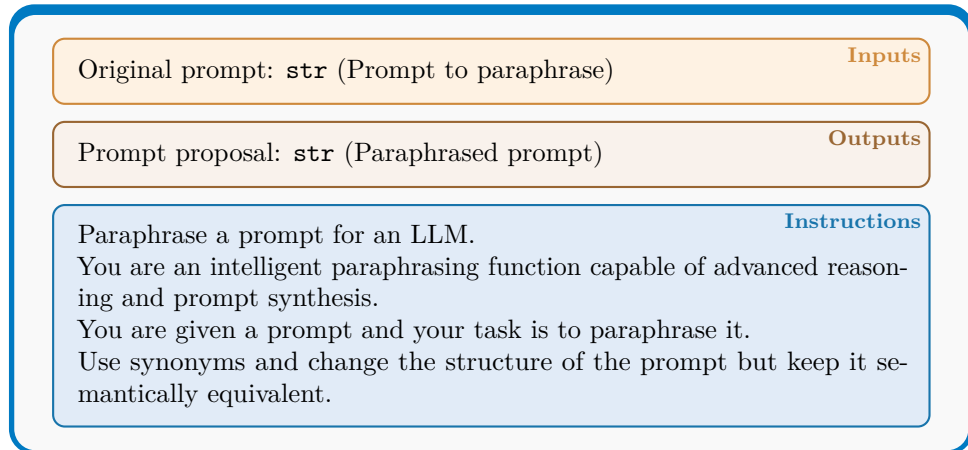 Inputs
Original prompt: str (Prompt to paraphrase)
Outputs
Prompt proposal: str (Paraphrased prompt)
Instructions
Paraphrase a prompt for an LLM.
You are an intelligent paraphrasing function capable of advanced reason-
ing and prompt synthesis.
You are given a prompt and your task is to paraphrase it.
Use synonyms and change the structure of the prompt but keep it se-
mantically equivalent.